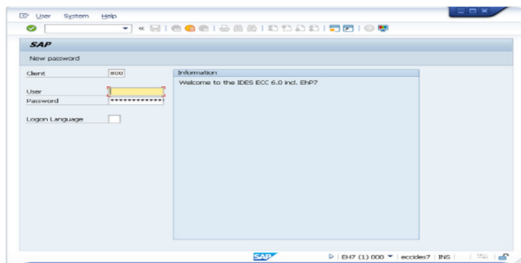 User System Help
SAP
New password
Client 800
Information
Welcome to the IDES ECC 6.0 incl. EhP7
User
Password ************
Logon Language
SAP
EH7 (1) 000 eccides7 INS